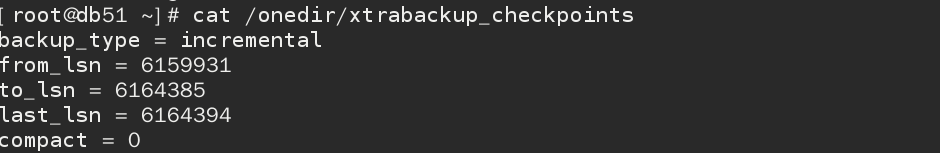 [ root@db51 ~]# cat /onedir/xtrabackup_checkpoints
backup_type = incremental
from_lsn = 6159931
to_lsn = 6164385
last_lsn = 6164394
compact = 0